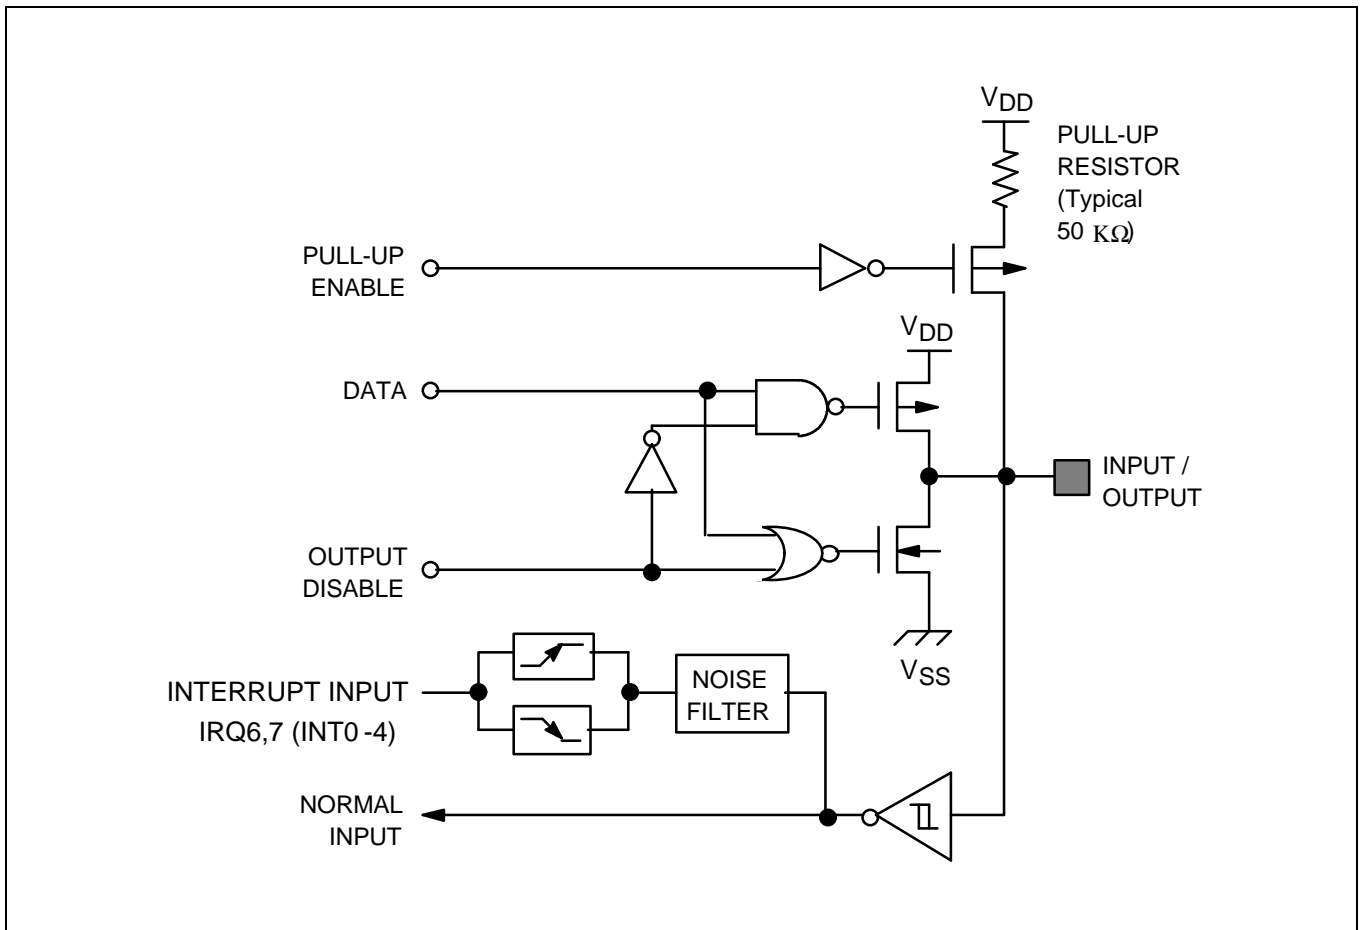 VDD
PULL-UP
RESISTOR
(Typical
50 KΩ)
PULL-UP
ENABLE
VDD
DATA
INPUT /
OUTPUT
OUTPUT
DISABLE
VSS
INTERRUPT INPUT
IRQ6,7 (INT0 -4)
NOISE
FILTER
NORMAL
INPUT